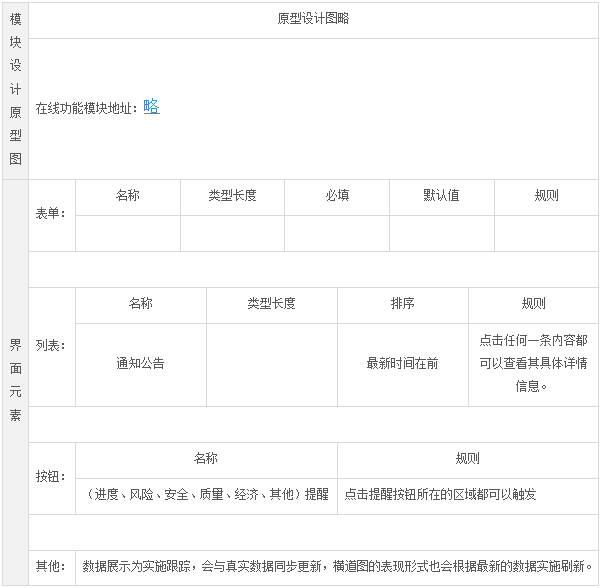 模
块
设
计
原
型
图
原型设计图略
在线功能模块地址：略
界
面
元
素
表单：
名称 类型长度 必填 默认值 规则
列表：
名称 类型长度 排序 规则
通知公告 最新时间在前 点击任何一条内容都
可以查看其具体详情
信息。
按钮：
名称 规则
（进度、风险、安全、质量、经济、其他）提醒 点击提醒按钮所在的区域都可以触发
其他： 数据展示为实施跟踪，会与真实数据同步更新，横道图的表现形式也会根据最新的数据实施刷新。